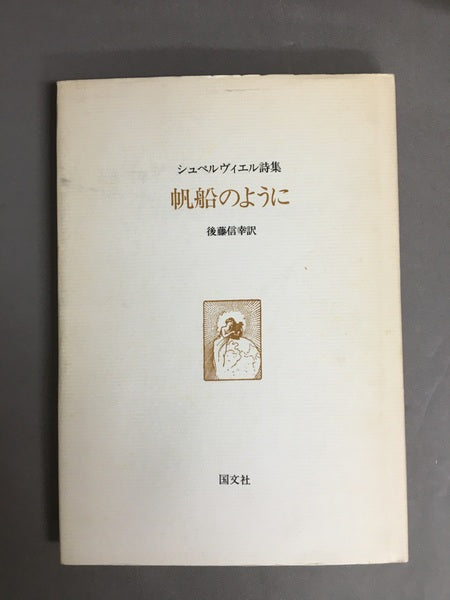 シュペルヴィエル詩集
帆船のように
後藤信幸訳
国文社